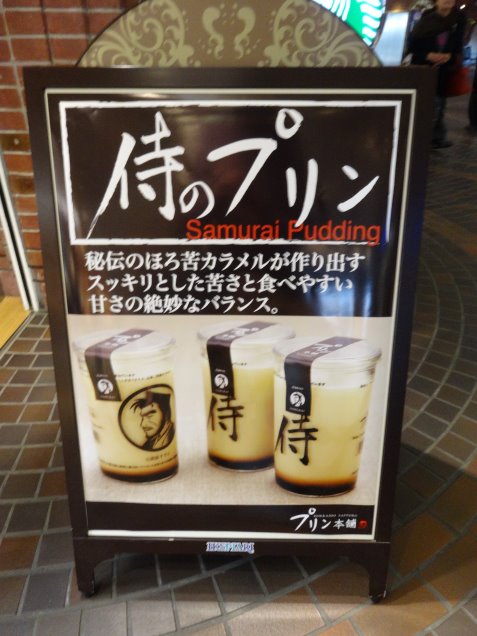 侍のプリン
Samurai Pudding
秘伝のほろ苦カラメルが作り出す
スッキリとした苦さと食べやすい
甘さの絶妙なバランス。
侍
侍
HOKKAIDO SAPPORO
プリン本舗